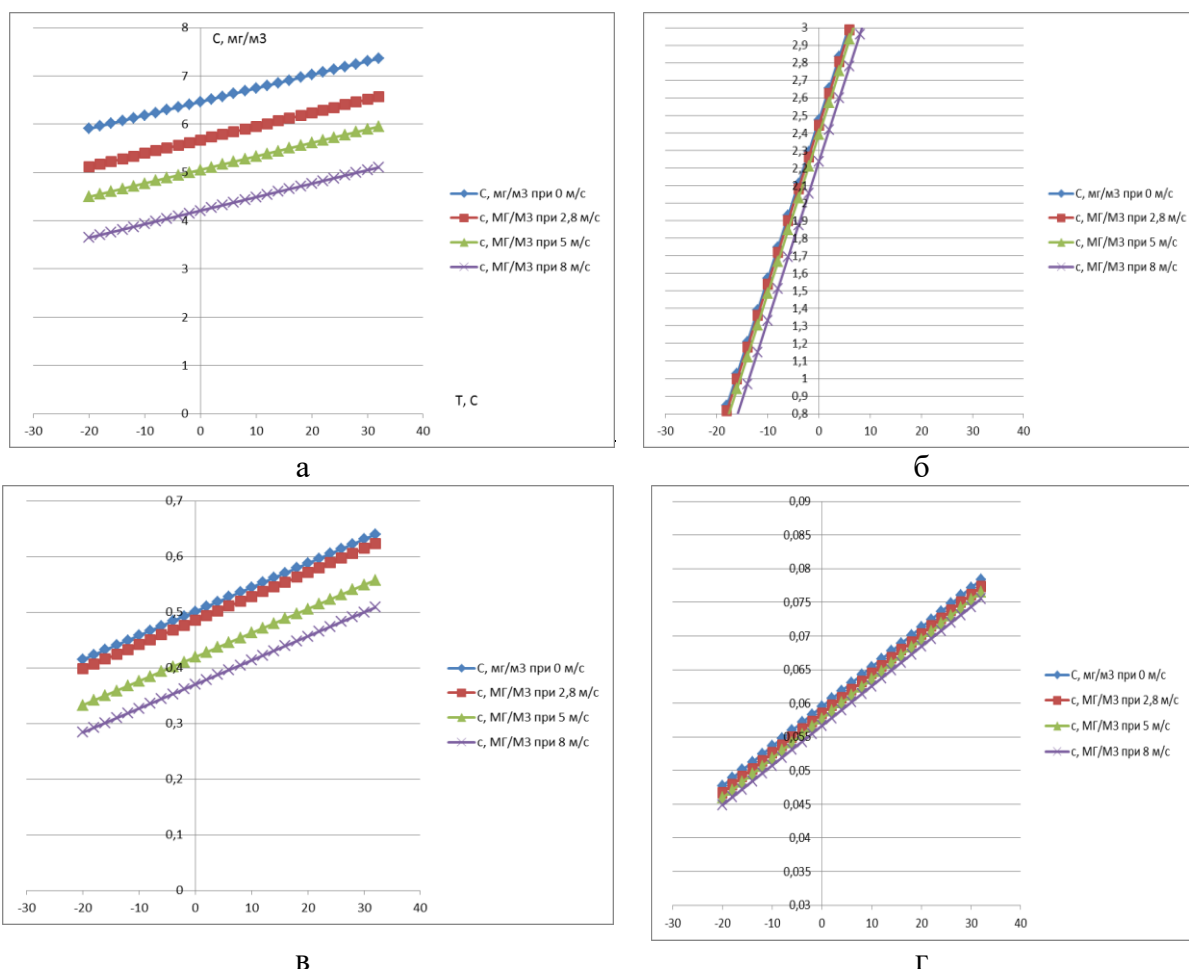 С, мг/м3
8
7
6
5
4
3
2
1
0
-30 -20 -10 0 10 20 30 40
Т, С
С, мг/м3 при 0 м/с
с, МГ/М3 при 2,8 м/с
с, МГ/М3 при 5 м/с
с, МГ/М3 при 8 м/с
а
3
2,9
2,8
2,7
2,6
2,5
2,4
2,3
2,2
2,1
2
1,9
1,8
1,7
1,6
1,5
1,4
1,3
1,2
1,1
1
0,9
0,8
-30 -20 -10 0 10 20 30 40
С, мг/м3 при 0 м/с
с, МГ/М3 при 2,8 м/с
с, МГ/М3 при 5 м/с
с, МГ/М3 при 8 м/с
б
0,7
0,6
0,5
0,4
0,3
0,2
0,1
0
-30 -20 -10 0 10 20 30 40
С, мг/м3 при 0 м/с
с, МГ/М3 при 2,8 м/с
с, МГ/М3 при 5 м/с
с, МГ/М3 при 8 м/с
в
0,09
0,085
0,08
0,075
0,07
0,065
0,06
0,055
0,05
0,045
0,04
0,035
0,03
-30 -20 -10 0 10 20 30 40
С, мг/м3 при 0 м/с
с, МГ/М3 при 2,8 м/с
с, МГ/М3 при 5 м/с
с, МГ/М3 при 8 м/с
г